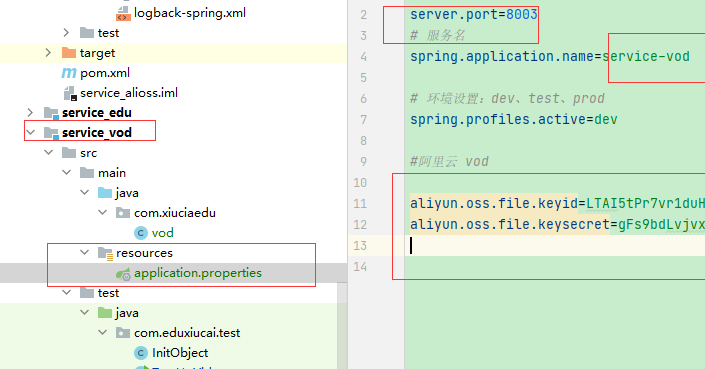 logback-spring.xml
test
target
pom.xml
service_alioss.iml
service_edu
service_vod
src
main
java
com.xiuciaedu
vod
resources
application.properties
test
java
com.eduxiucai.test
InitObject
2 server.port=8003
3 # 服务名
4 spring.application.name=service-vod
5
6 # 环境设置：dev、test、prod
7 spring.profiles.active=dev
8
9 #阿里云 vod
10
11 aliyun.oss.file.keyid=LTAI5tPr7vr1duH
12 aliyun.oss.file.keysecret=gFs9bdLvjvx
13
14